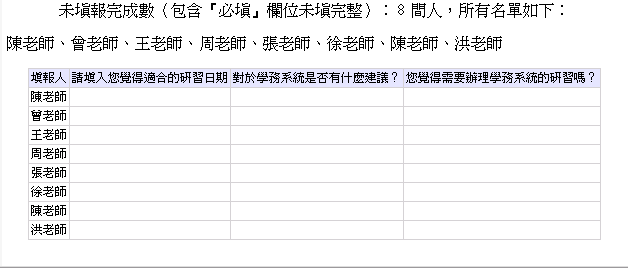 未填報完成數（包含『必填』欄位未填完整）：8 間人，所有名單如下：
陳老師、曾老師、王老師、周老師、張老師、徐老師、陳老師、洪老師
填報人 請填入您覺得適合的研習日期 對於學務系統是否有什麼建議？ 您覺得需要辦理學務系統的研習嗎？
陳老師
曾老師
王老師
周老師
張老師
徐老師
陳老師
洪老師